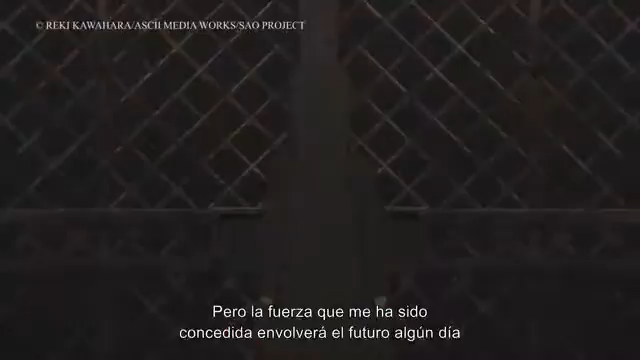 © REKI KAWAHARA/ASCII MEDIA WORKS/SAO PROJECT
Pero la fuerza que me ha sido
concedida envolverá el futuro algún día